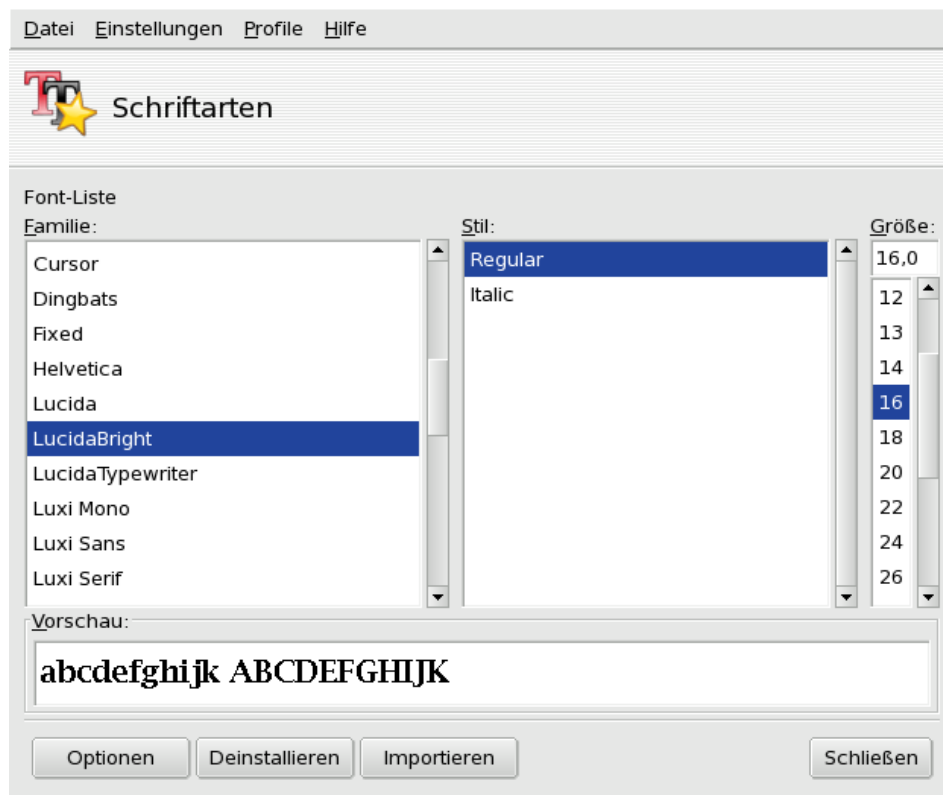 Datei Einstellungen Profile Hilfe
Schriftarten
Font-Liste
Familie:
Cursor
Dingbats
Fixed
Helvetica
Lucida
LucidaBright
LucidaTypewriter
Luxi Mono
Luxi Sans
Luxi Serif
Stil:
Regular
Italic
Größe:
16,0
12
13
14
16
18
20
22
24
26
Vorschau:
abcdefghijk ABCDEFGHIJK
Optionen Deinstallieren Importieren Schließen